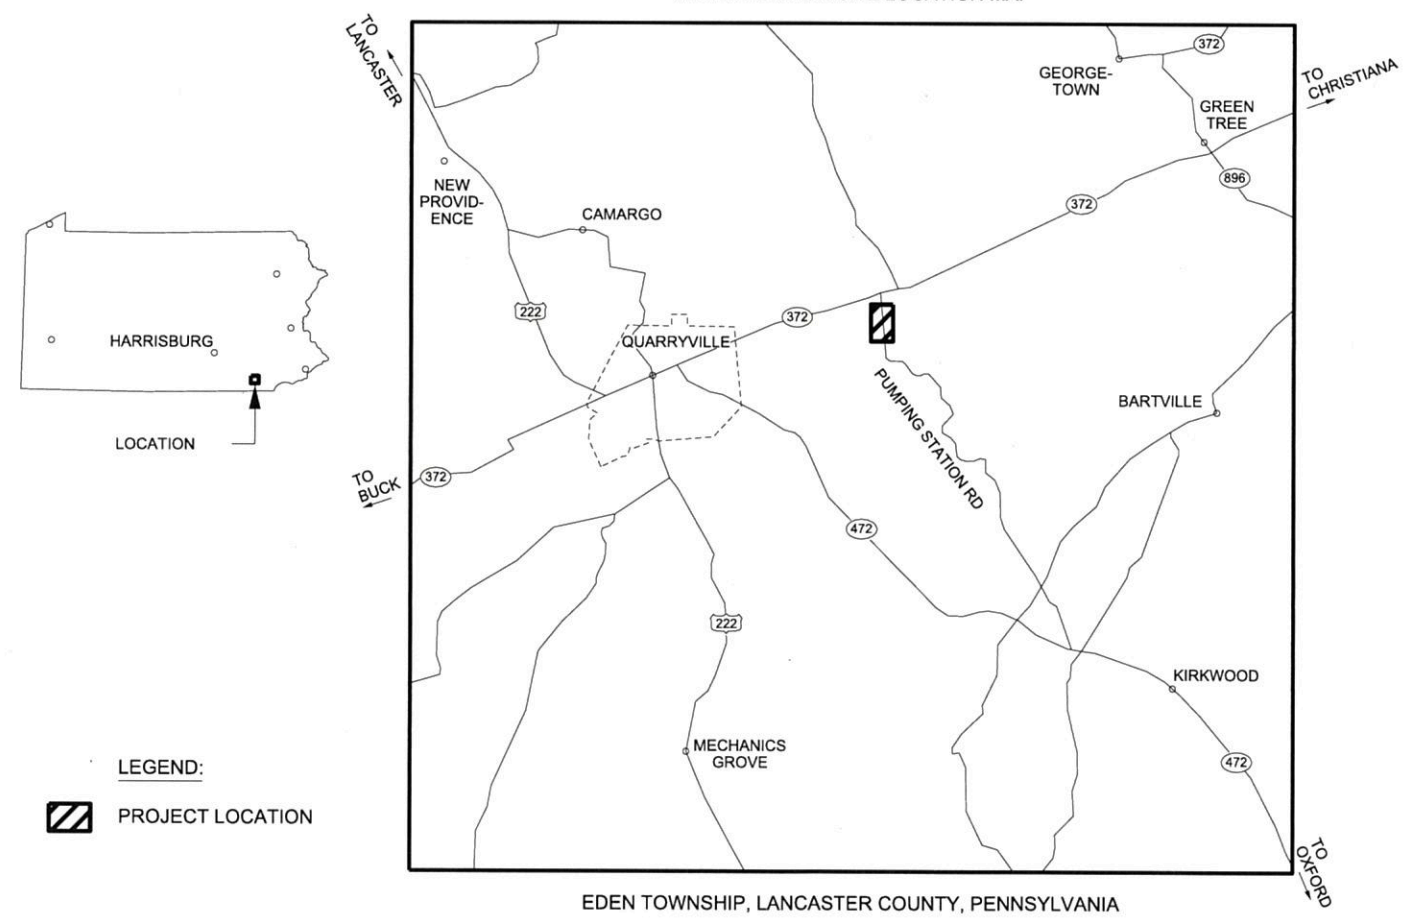 TO
LANCASTER
372
GEORGE-
TOWN
TO
CHRISTIANA
GREEN
TREE
896
NEW
PROVID-
ENCE
CAMARGO
372
222
372
QUARRYVILLE
HARRISBURG
LOCATION
PUMPING STATION RD
BARTVILLE
TO
BUCK
372
472
222
KIRKWOOD
MECHANICS
GROVE
472
LEGEND:
PROJECT LOCATION
TO
OXFORD
EDEN TOWNSHIP, LANCASTER COUNTY, PENNSYLVANIA